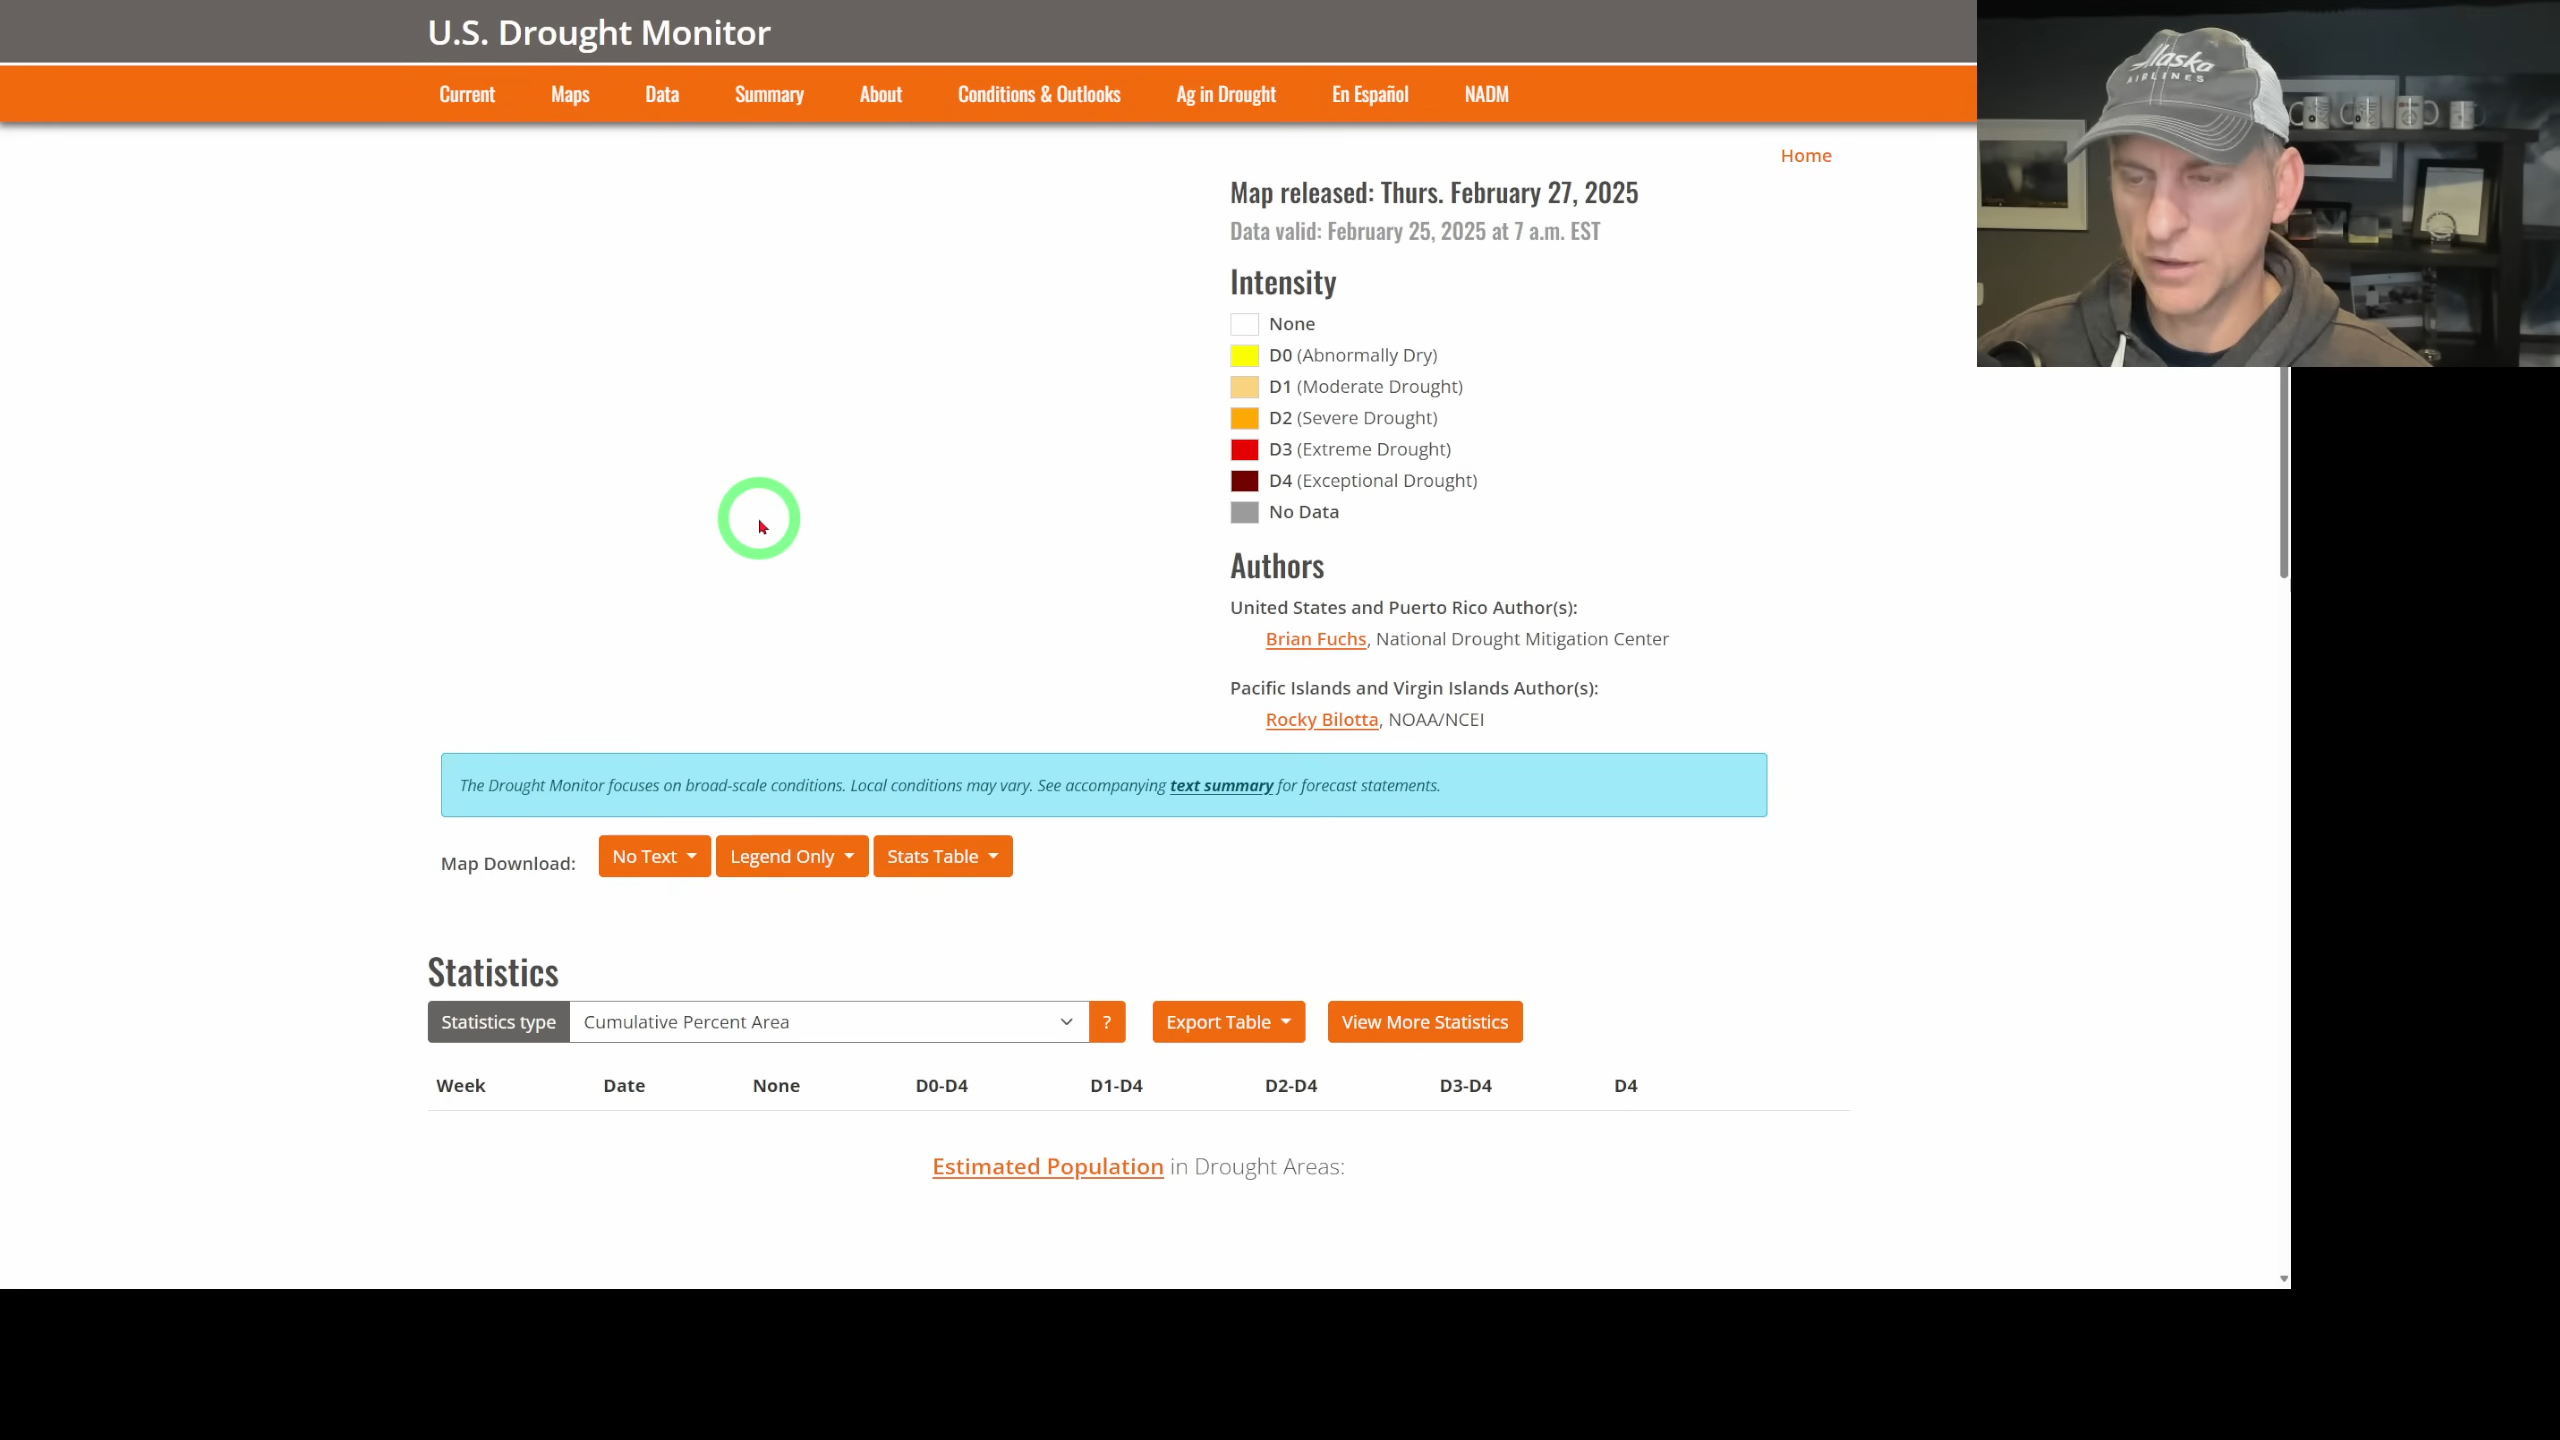 U.S. Drought Monitor
Current Maps Data Summary About Conditions & Outlooks Ag in Drought En Español NADM
Alaska
AIRLINES
Home
Map released: Thurs. February 27, 2025
Data valid: February 25, 2025 at 7 a.m. EST
Intensity
None
D0 (Abnormally Dry)
D1 (Moderate Drought)
D2 (Severe Drought)
D3 (Extreme Drought)
D4 (Exceptional Drought)
No Data
Authors
United States and Puerto Rico Author(s):
Brian Fuchs, National Drought Mitigation Center
Pacific Islands and Virgin Islands Author(s):
Rocky Bilotta, NOAA/NCEI
The Drought Monitor focuses on broad-scale conditions. Local conditions may vary. See accompanying text summary for forecast statements.
Map Download: No Text Legend Only Stats Table
Statistics
Statistics type Cumulative Percent Area ? Export Table View More Statistics
Week Date None D0-D4 D1-D4 D2-D4 D3-D4 D4
Estimated Population in Drought Areas: